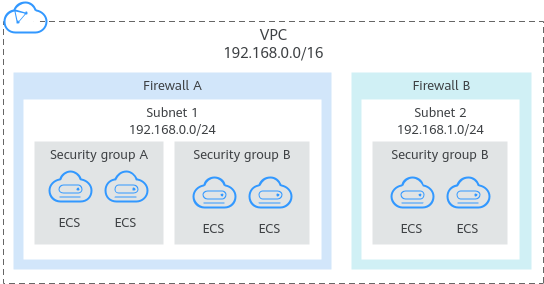 VPC
192.168.0.0/16
Firewall A
Firewall B
Subnet 1
192.168.0.0/24
Subnet 2
192.168.1.0/24
Security group A
Security group B
Security group B
ECS
ECS
ECS
ECS
ECS
ECS